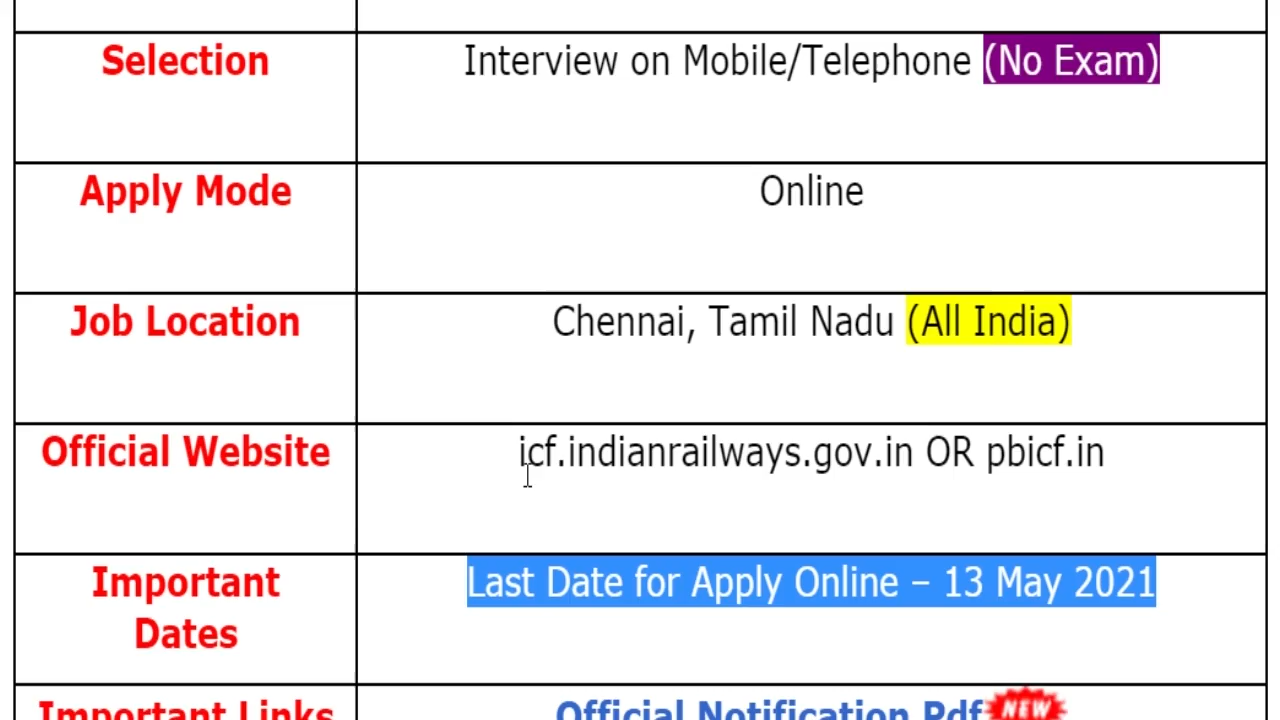 Selection
Interview on Mobile/Telephone (No Exam)
Apply Mode
Online
Job Location
Chennai, Tamil Nadu (All India)
Official Website
icf.indianrailways.gov.in OR pbicf.in
Important
Dates
Last Date for Apply Online – 13 May 2021
Important Links
Official Notification Pdf NEW